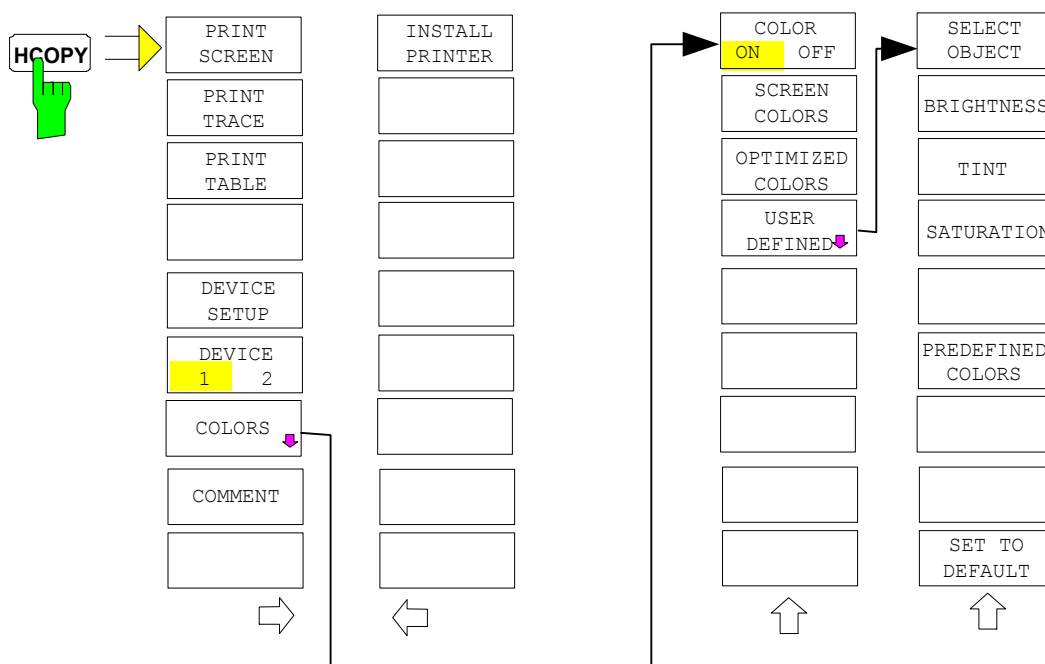 HCOPY
PRINT
SCREEN
PRINT
TRACE
PRINT
TABLE
DEVICE
SETUP
DEVICE
1 2
COLORS
COMMENT
INSTALL
PRINTER
COLOR
ON OFF
SCREEN
COLORS
OPTIMIZED
COLORS
USER
DEFINED
SELECT
OBJECT
BRIGHTNESS
TINT
SATURATION
PREDEFINED
COLORS
SET TO
DEFAULT